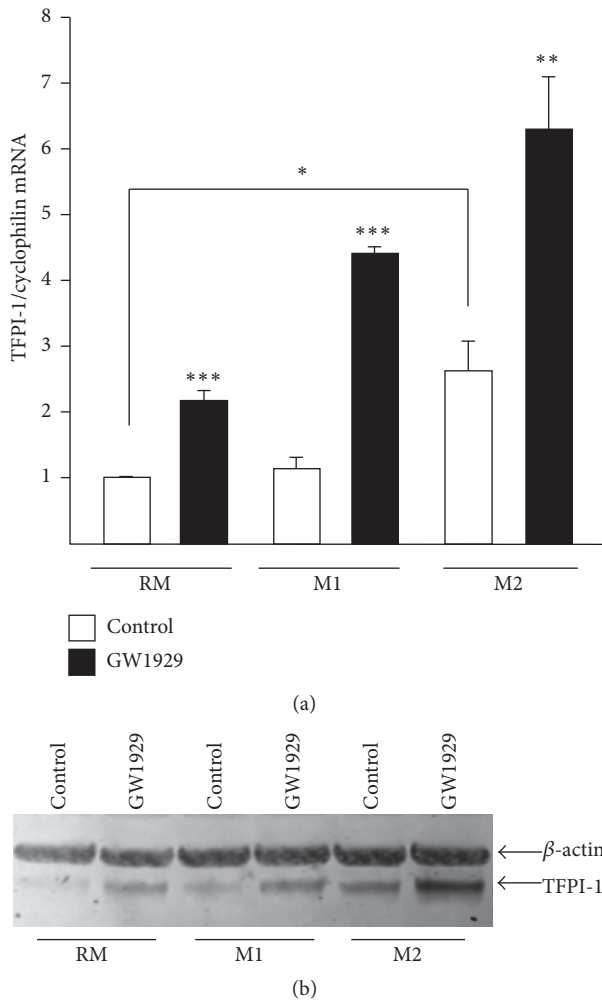 8
7
6
5
4
3
2
1
TFPI-1/cyclophilin mRNA
***
*
***
**
RM
M1
M2
Control
GW1929
(a)
Control
GW1929
Control
GW1929
Control
GW1929
β-actin
TFPI-1
RM
M1
M2
(b)